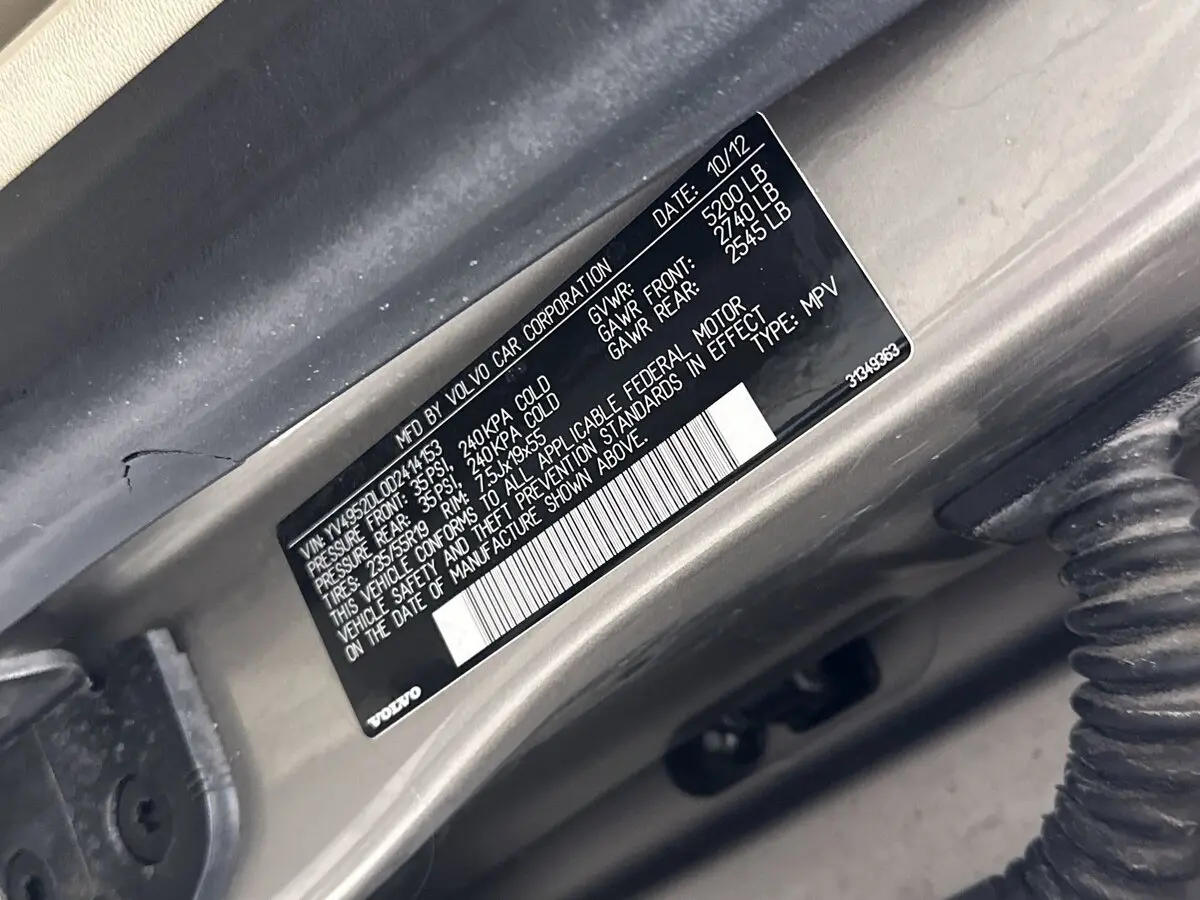 MFD BY VOLVO CAR CORPORATION DATE: 10/12
VIN: YV4952DL0D2414153
GVWR: 5200 LB
PRESSURE FRONT: 35PSI, 240KPA COLD
GAWR FRONT: 2740 LB
PRESSURE REAR: 35PSI, 240KPA COLD
GAWR REAR: 2545 LB
TIRES: 235/55R19 RIM: 7.5Jx19x55
THIS VEHICLE CONFORMS TO ALL APPLICABLE FEDERAL MOTOR
VEHICLE SAFETY AND THEFT PREVENTION STANDARDS IN EFFECT
ON THE DATE OF MANUFACTURE SHOWN ABOVE.
TYPE: MPV
VOLVO
31349363